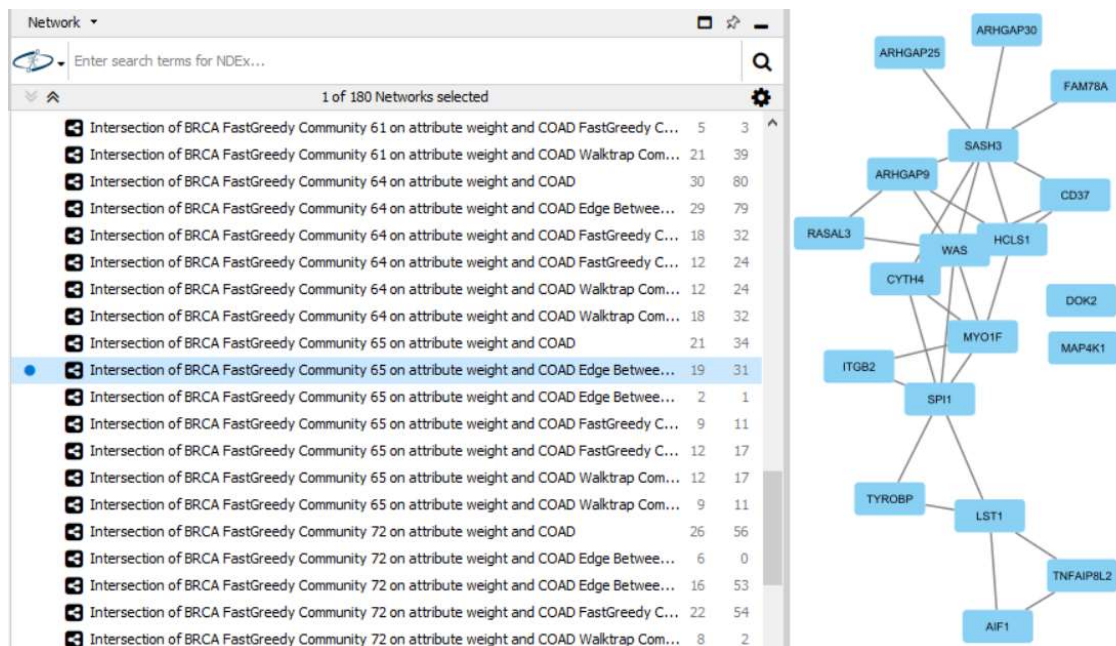 Network
Enter search terms for NDEx...
1 of 180 Networks selected
Intersection of BRCA FastGreedy Community 61 on attribute weight and COAD FastGreedy C... 5 3
Intersection of BRCA FastGreedy Community 61 on attribute weight and COAD Walktrap Com... 21 39
Intersection of BRCA FastGreedy Community 64 on attribute weight and COAD 30 80
Intersection of BRCA FastGreedy Community 64 on attribute weight and COAD Edge Betwee... 29 79
Intersection of BRCA FastGreedy Community 64 on attribute weight and COAD FastGreedy C... 18 32
Intersection of BRCA FastGreedy Community 64 on attribute weight and COAD FastGreedy C... 12 24
Intersection of BRCA FastGreedy Community 64 on attribute weight and COAD Walktrap Com... 12 24
Intersection of BRCA FastGreedy Community 64 on attribute weight and COAD Walktrap Com... 18 32
Intersection of BRCA FastGreedy Community 65 on attribute weight and COAD 21 34
Intersection of BRCA FastGreedy Community 65 on attribute weight and COAD Edge Betwee... 19 31
Intersection of BRCA FastGreedy Community 65 on attribute weight and COAD Edge Betwee... 2 1
Intersection of BRCA FastGreedy Community 65 on attribute weight and COAD FastGreedy C... 9 11
Intersection of BRCA FastGreedy Community 65 on attribute weight and COAD FastGreedy C... 12 17
Intersection of BRCA FastGreedy Community 65 on attribute weight and COAD Walktrap Com... 12 17
Intersection of BRCA FastGreedy Community 65 on attribute weight and COAD Walktrap Com... 9 11
Intersection of BRCA FastGreedy Community 72 on attribute weight and COAD 26 56
Intersection of BRCA FastGreedy Community 72 on attribute weight and COAD Edge Betwee... 6 0
Intersection of BRCA FastGreedy Community 72 on attribute weight and COAD Edge Betwee... 16 53
Intersection of BRCA FastGreedy Community 72 on attribute weight and COAD FastGreedy C... 22 54
Intersection of BRCA FastGreedy Community 72 on attribute weight and COAD Walktrap Com... 8 2
ARHGAP30
ARHGAP25
FAM78A
SASH3
ARHGAP9
CD37
RASAL3
HCLS1
WAS
CYTH4
DOK2
MYO1F
MAP4K1
ITGB2
SPI1
TYROBP
LST1
TNFAIP8L2
AIF1